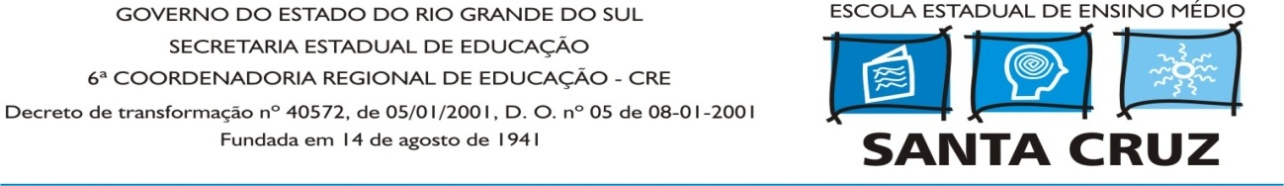 GOVERNO DO ESTADO DO RIO GRANDE DO SUL
SECRETARIA ESTADUAL DE EDUCAÇÃO
6ª COORDENADORIA REGIONAL DE EDUCAÇÃO - CRE
Decreto de transformação nº 40572, de 05/01/2001, D. O. nº 05 de 08-01-2001
Fundada em 14 de agosto de 1941
ESCOLA ESTADUAL DE ENSINO MÉDIO
SANTA CRUZ